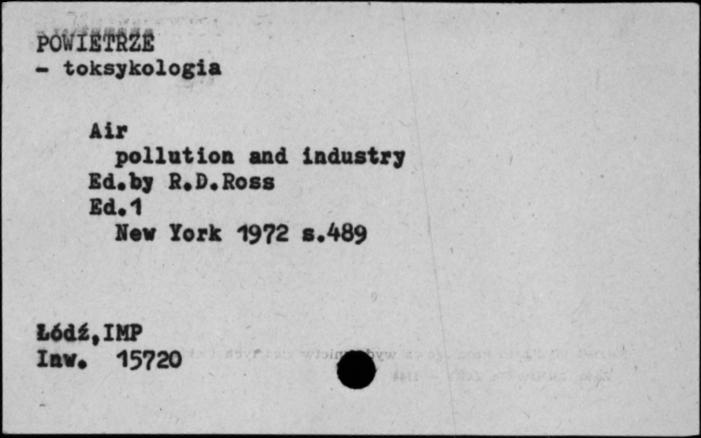 POWIETRZE
- toksykologia
Air
pollution and industry
Ed.by R.D.Ross
Ed.1
New York 1972 s.489
Łódź,IMP
Inw. 15720